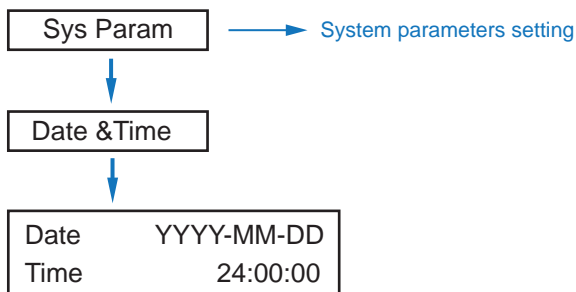 Sys Param
System parameters setting
Date &Time
Date YYYY-MM-DD
Time 24:00:00